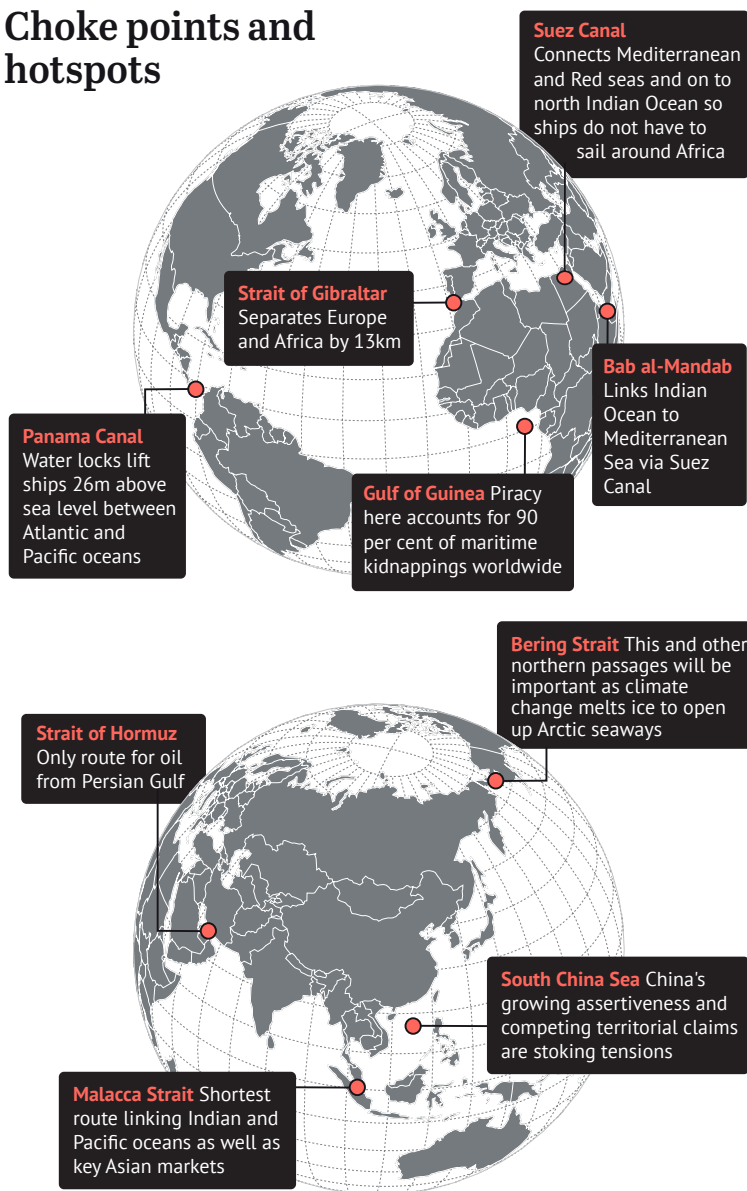 Choke points and
hotspots
Suez Canal
Connects Mediterranean
and Red seas and on to
north Indian Ocean so
ships do not have to
sail around Africa
Strait of Gibraltar
Separates Europe
and Africa by 13km
Bab al-Mandab
Links Indian
Ocean to
Mediterranean
Sea via Suez
Canal
Panama Canal
Water locks lift
ships 26m above
sea level between
Atlantic and
Pacific oceans
Gulf of Guinea Piracy
here accounts for 90
per cent of maritime
kidnappings worldwide
Bering Strait This and other
northern passages will be
important as climate
change melts ice to open
up Arctic seaways
Strait of Hormuz
Only route for oil
from Persian Gulf
South China Sea China's
growing assertiveness and
competing territorial claims
are stoking tensions
Malacca Strait Shortest
route linking Indian and
Pacific oceans as well as
key Asian markets